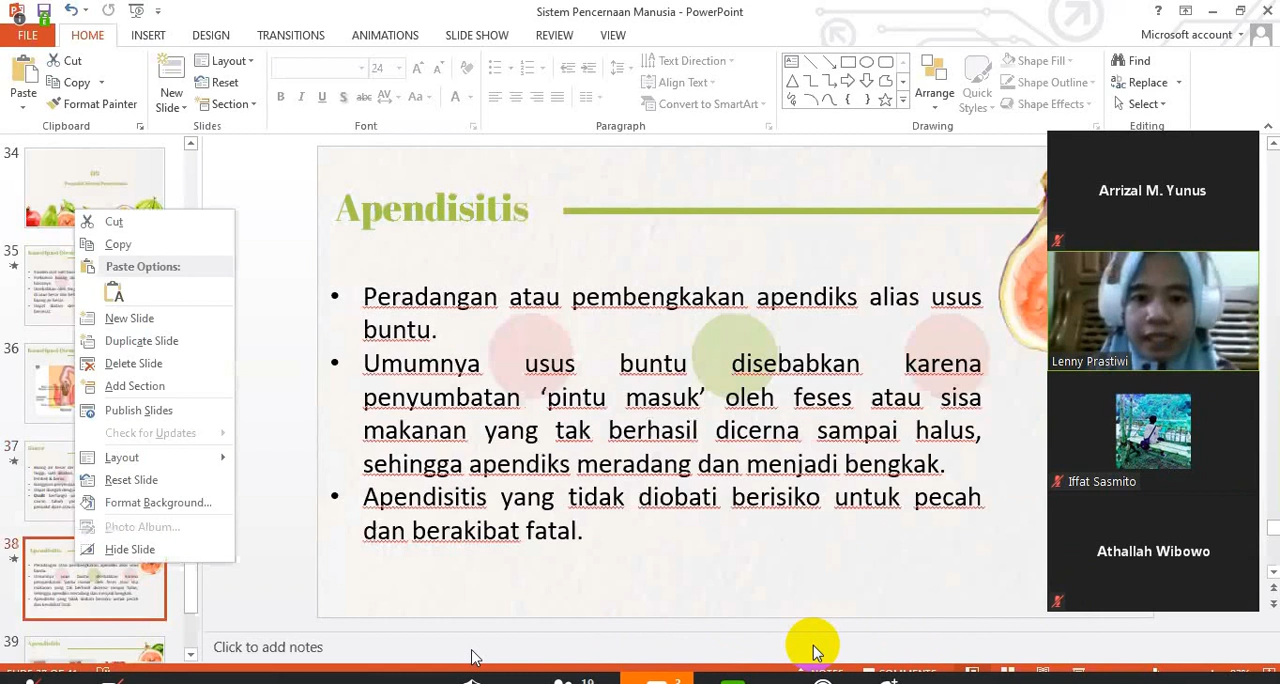 Sistem Pencernaan Manusia - PowerPoint
FILE HOME INSERT DESIGN TRANSITIONS ANIMATIONS SLIDE SHOW REVIEW VIEW Microsoft account
Paste
Cut
Copy
Format Painter
Clipboard
New Slide
Layout
Reset
Section
Slides
24
B I U S abc AV Aa A
Font
Text Direction
Align Text
Convert to SmartArt
Paragraph
Arrange
Quick Styles
Shape Fill
Shape Outline
Shape Effects
Drawing
Find
Replace
Select
Editing
34
35
36
37
38
39
Cut
Copy
Paste Options:
New Slide
Duplicate Slide
Delete Slide
Add Section
Publish Slides
Check for Updates
Layout
Reset Slide
Format Background...
Photo Album...
Hide Slide
Apendisitis
• Peradangan atau pembengkakan apendiks alias usus
buntu.
• Umumnya usus buntu disebabkan karena
penyumbatan ‘pintu masuk’ oleh feses atau sisa
makanan yang tak berhasil dicerna sampai halus,
sehingga apendiks meradang dan menjadi bengkak.
• Apendisitis yang tidak diobati berisiko untuk pecah
dan berakibat fatal.
Arrizal M. Yunus
Lenny Prastiwi
Iffat Sasmito
Athallah Wibowo
Click to add notes
NOTES
COMMENTS